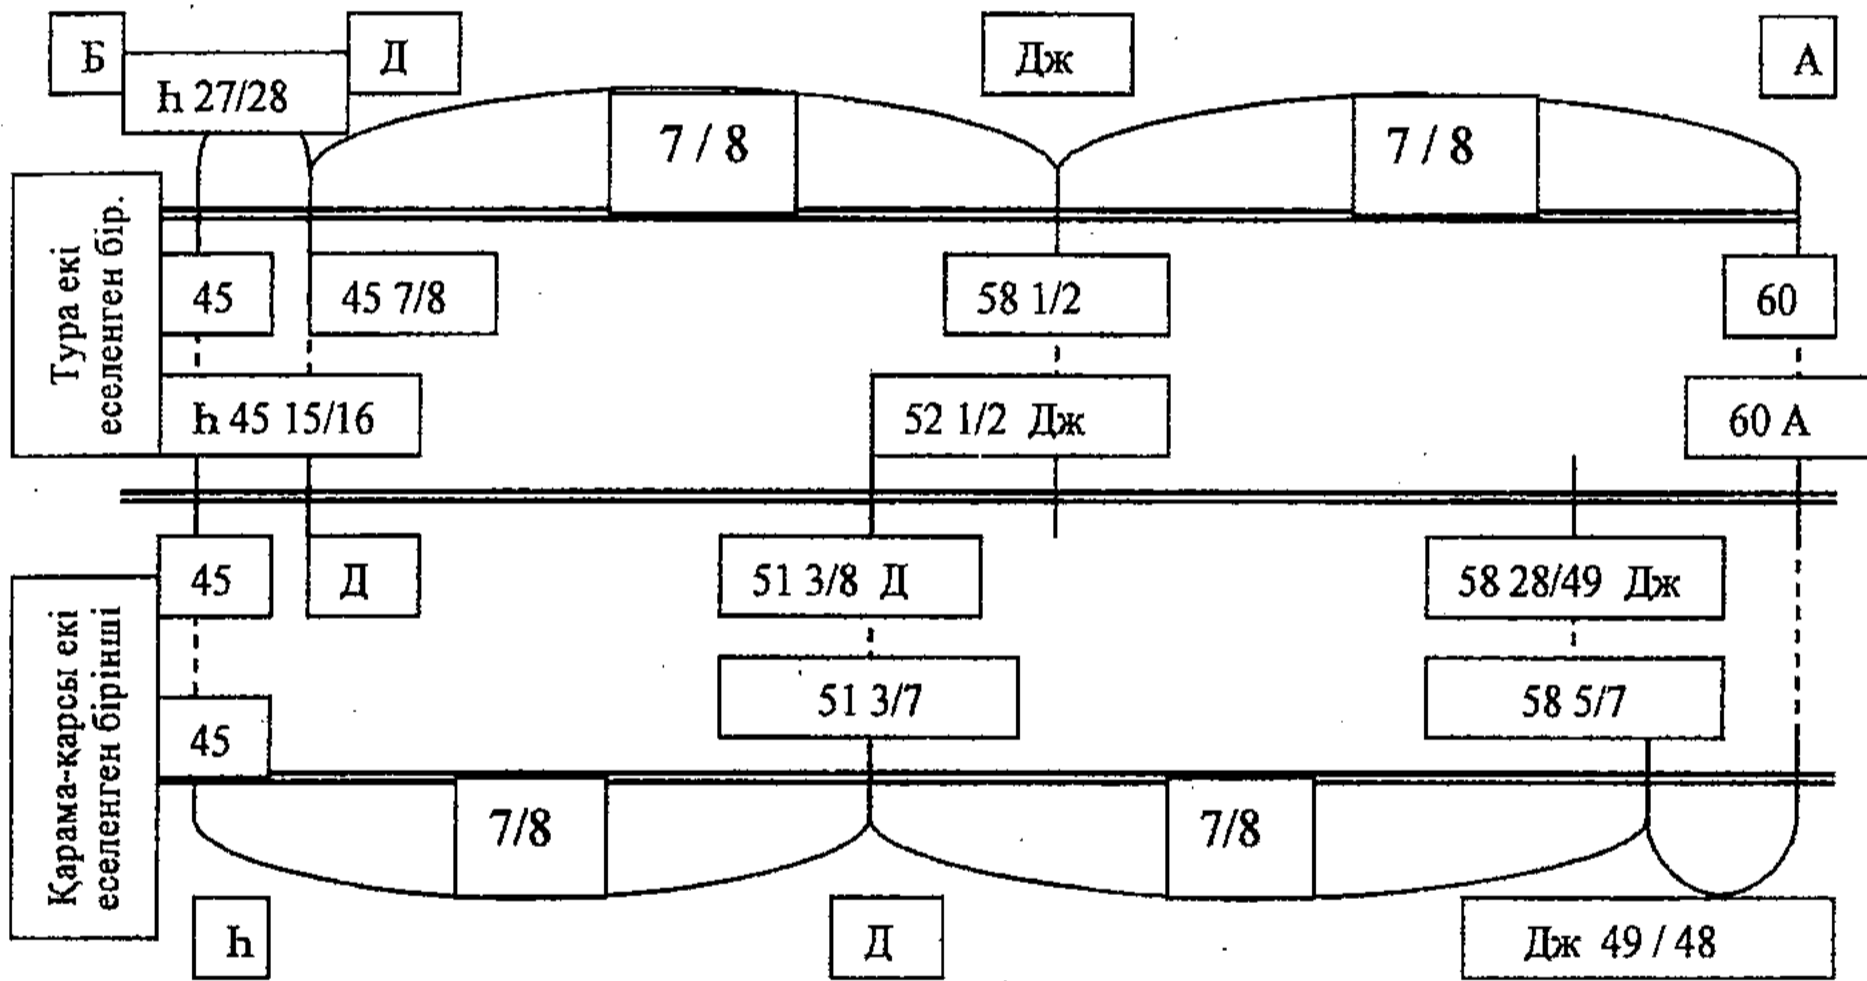 Б
Д
Дж
А
Һ 27/28
7 / 8
7 / 8
Тура екі
еселенген бір.
45
45 7/8
58 1/2
60
һ 45 15/16
52 1/2 Дж
60 А
Қарама-қарсы екі
еселенген бірінші
45
Д
51 3/8 Д
58 28/49 Дж
45
51 3/7
58 5/7
7/8
7/8
һ
Д
Дж 49 / 48